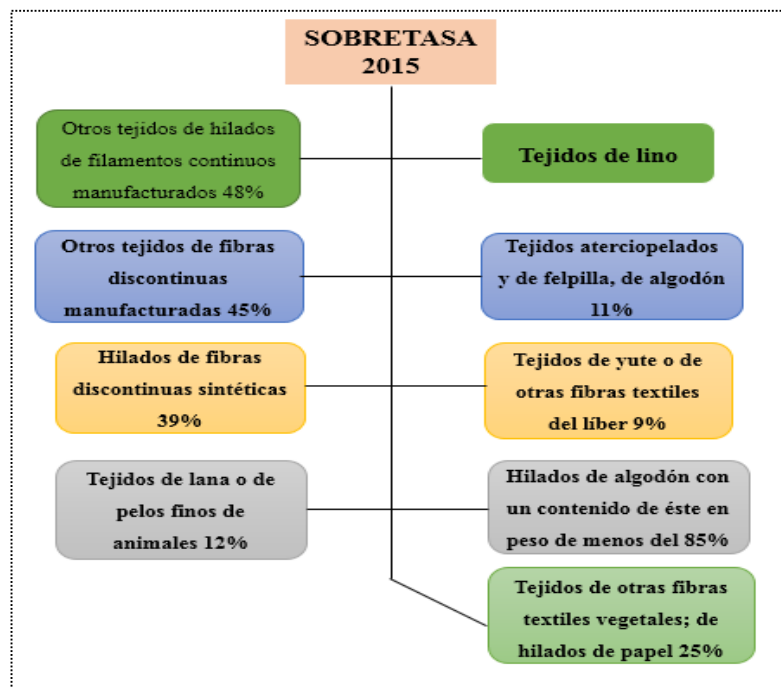 SOBRETASA
2015
Otros tejidos de hilados
de filamentos continuos
manufacturados 48%
Tejidos de lino
Otros tejidos de fibras
discontinuas
manufacturadas 45%
Tejidos aterciopelados
y de felpilla, de algodón
11%
Hilados de fibras
discontinuas sintéticas
39%
Tejidos de yute o de
otras fibras textiles
del líber 9%
Tejidos de lana o de
pelos finos de
animales 12%
Hilados de algodón con
un contenido de éste en
peso de menos del 85%
Tejidos de otras fibras
textiles vegetales; de
hilados de papel 25%